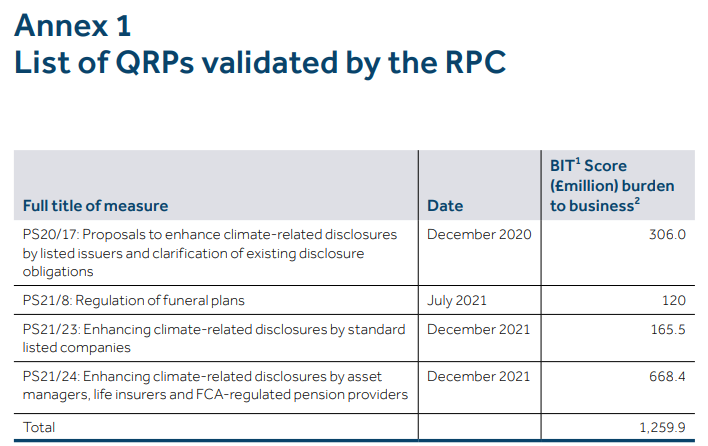 Annex 1
List of QRPs validated by the RPC
Full title of measure
Date
BIT1 Score
(£million) burden
to business2
PS20/17: Proposals to enhance climate-related disclosures
by listed issuers and clarification of existing disclosure
obligations
December 2020
306.0
PS21/8: Regulation of funeral plans
July 2021
120
PS21/23: Enhancing climate-related disclosures by standard
listed companies
December 2021
165.5
PS21/24: Enhancing climate-related disclosures by asset
managers, life insurers and FCA-regulated pension providers
December 2021
668.4
Total
1,259.9